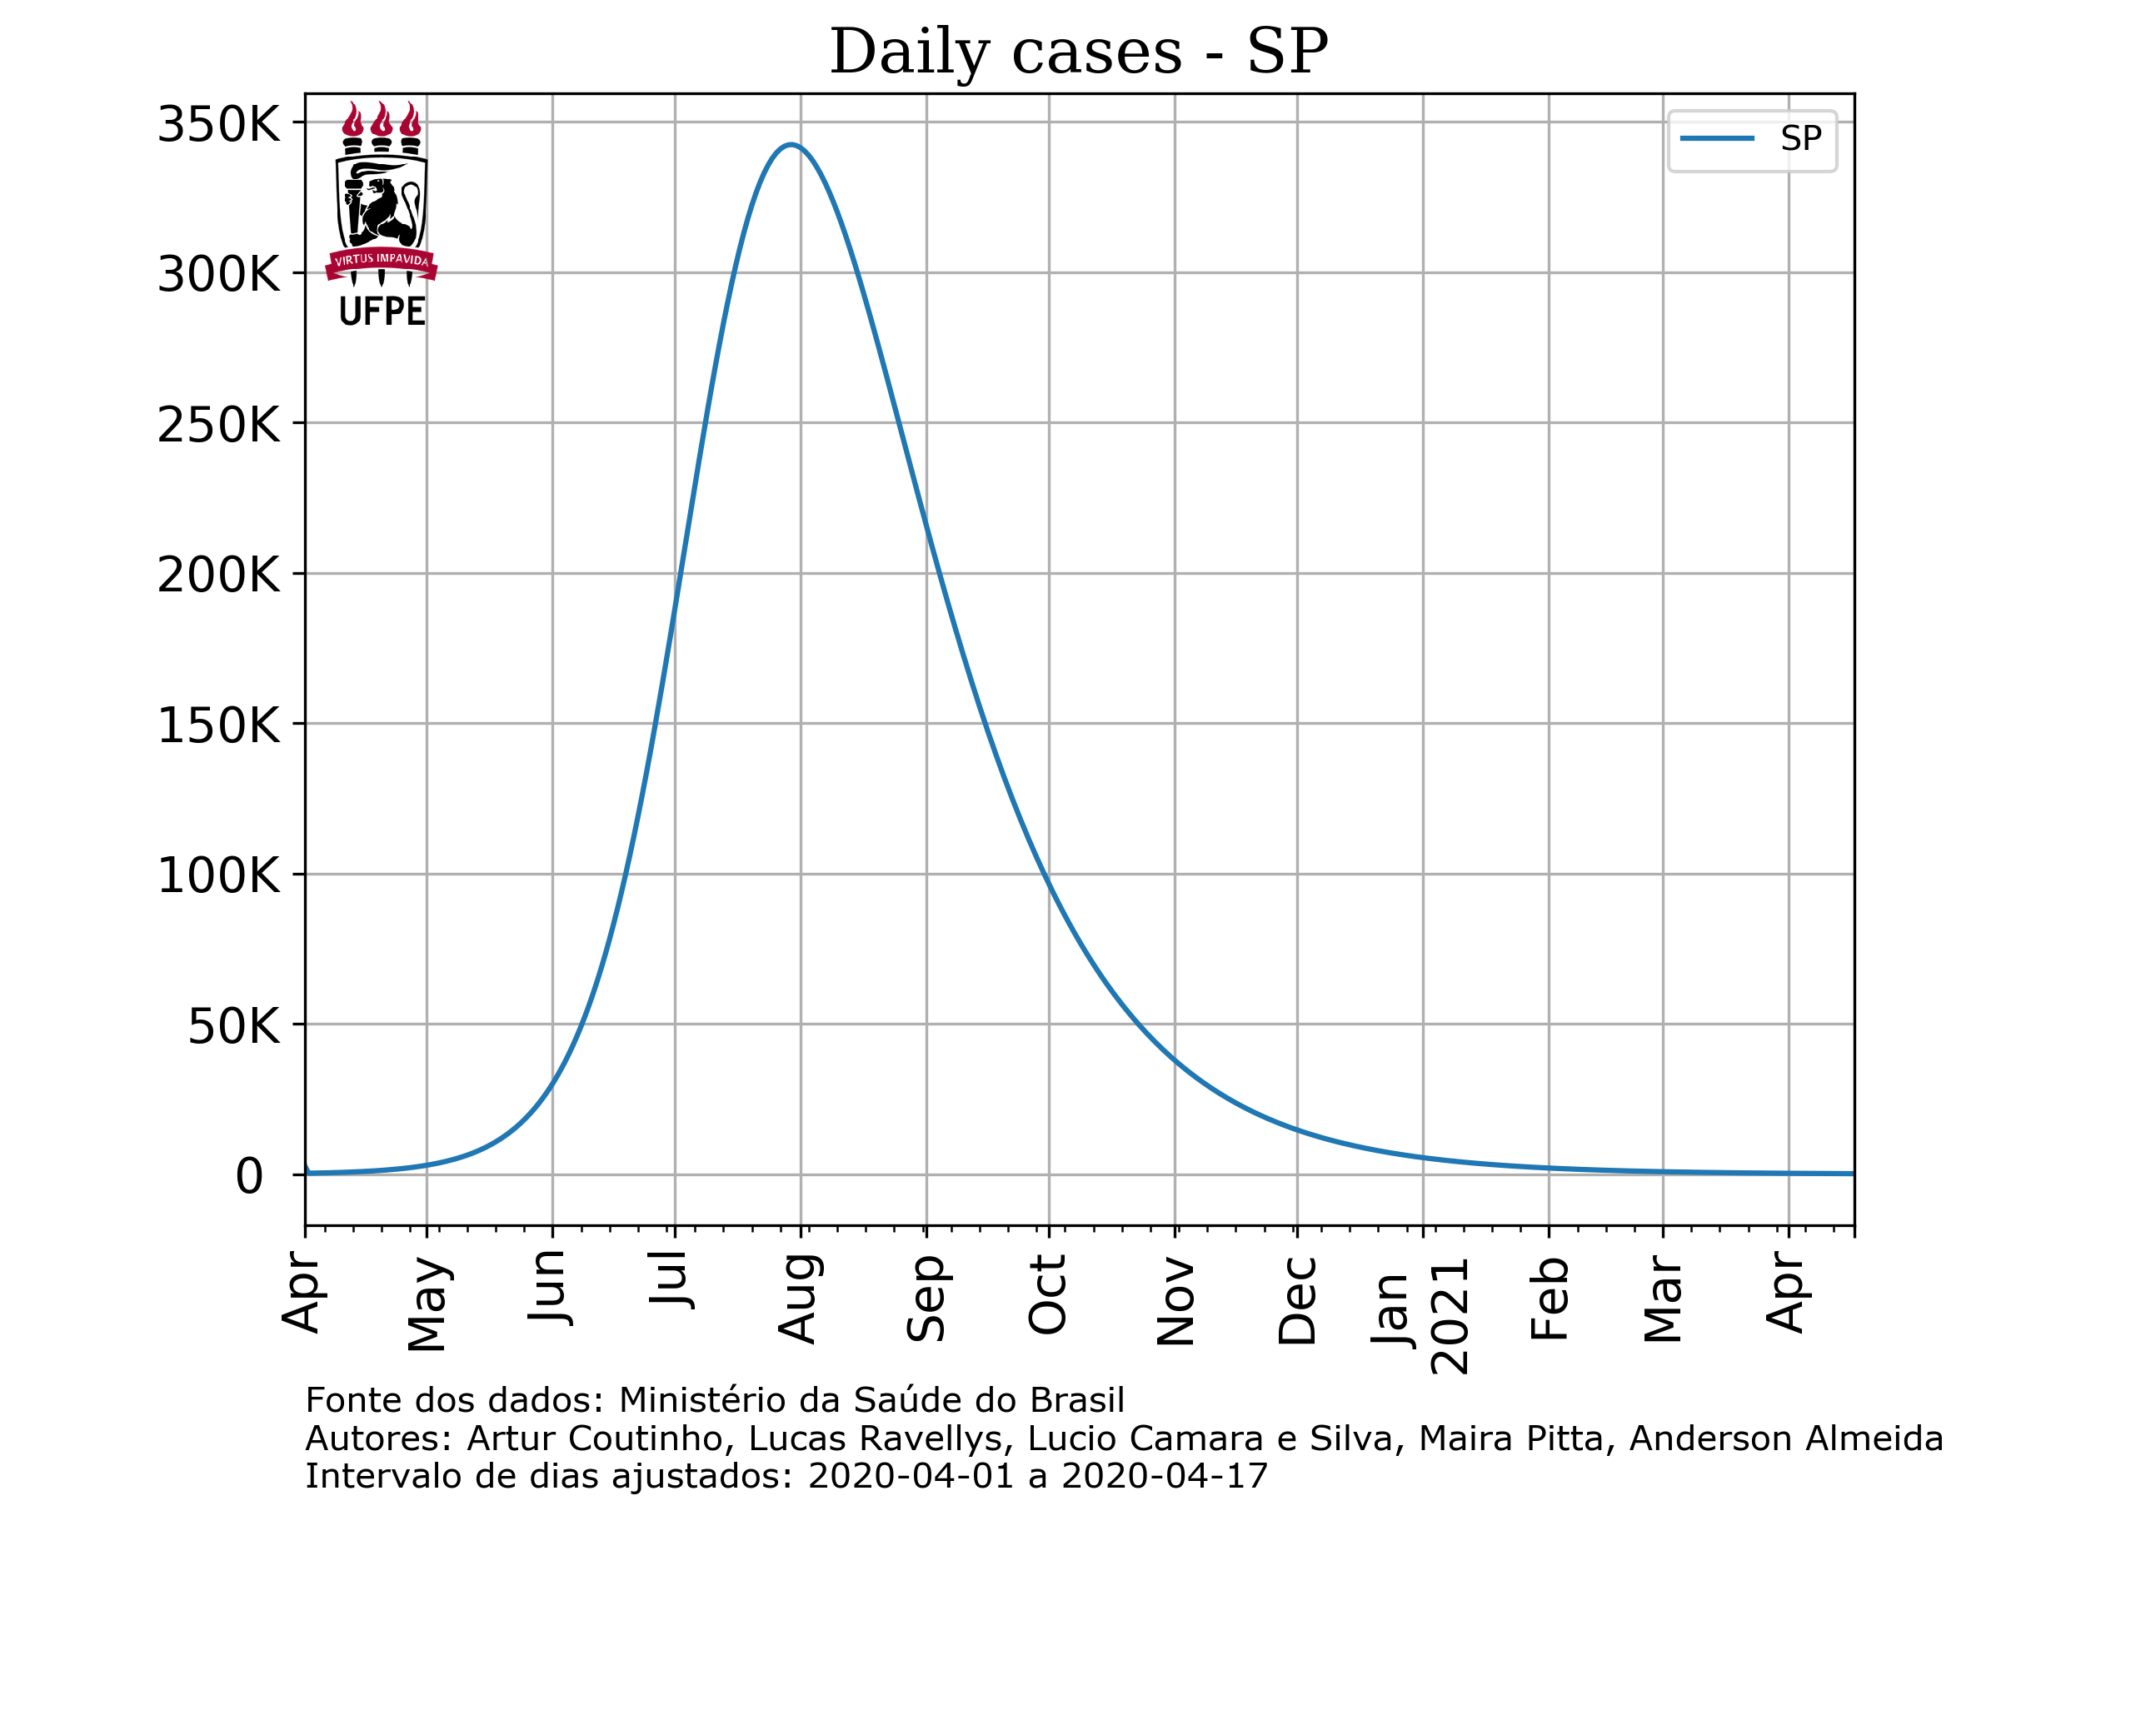 Daily cases - SP
350K
300K
250K
200K
150K
100K
50K
0
SP
VIRTUS IMPAVIDA
UFPE
Apr
May
Jun
Jul
Aug
Sep
Oct
Nov
Dec
Jan
2021
Feb
Mar
Apr
Fonte dos dados: Ministério da Saúde do Brasil
Autores: Artur Coutinho, Lucas Ravellys, Lucio Camara e Silva, Maira Pitta, Anderson Almeida
Intervalo de dias ajustados: 2020-04-01 a 2020-04-17